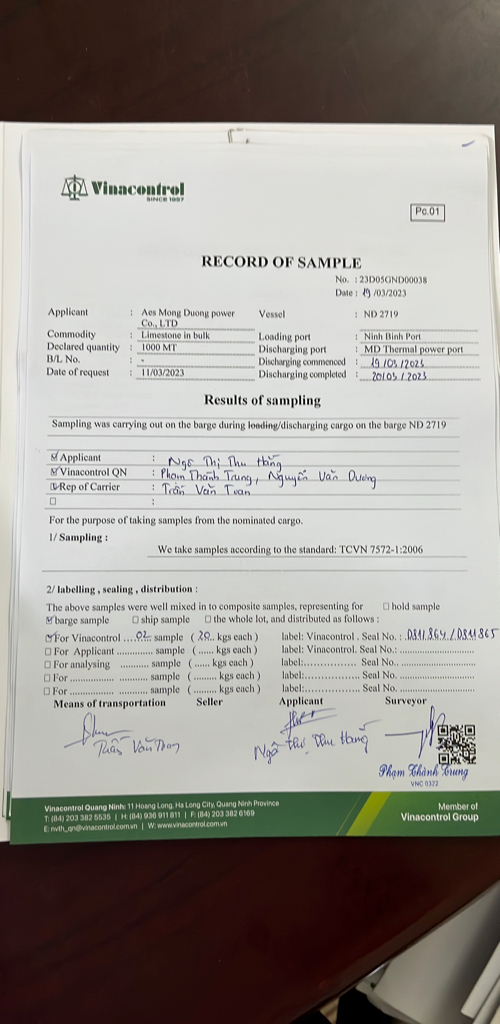 Vinacontrol
SINCE 1957
Pc.01
RECORD OF SAMPLE
No. : 23D05GND00038
Date : 19 /03/2023
Applicant : Aes Mong Duong power Co., LTD Vessel : ND 2719
Commodity : Limestone in bulk Loading port : Ninh Binh Port
Declared quantity : 1000 MT Discharging port : MD Thermal power port
B/L No. : - Discharging commenced : 19/03/2023
Date of request : 11/03/2023 Discharging completed : 20/03/2023
Results of sampling
Sampling was carrying out on the barge during loading/discharging cargo on the barge ND 2719
☑ Applicant : Ngô Thị Thu Hằng
☑ Vinacontrol QN : Phạm Thành Trung, Nguyễn Văn Dương
☑ Rep of Carrier : Trần Văn Toan
☐ :
For the purpose of taking samples from the nominated cargo.
1/ Sampling :
We take samples according to the standard: TCVN 7572-1:2006
2/ labelling , sealing , distribution :
The above samples were well mixed in to composite samples, representing for ☐ hold sample
☑ barge sample ☐ ship sample ☐ the whole lot, and distributed as follows :
☑ For Vinacontrol ....02.. sample ( 20.. kgs each ) label: Vinacontrol . Seal No. : .0311864/0311865
☐ For Applicant .............. sample ( ...... kgs each ) label: Vinacontrol. Seal No.: ........................
☐ For analysing ........... sample ( ...... kgs each ) label:................ Seal No.. ........................
☐ For .................... sample ( ........ kgs each ) label:................ Seal No. ........................
☐ For .................... sample ( ........ kgs each ) label:................ Seal No. ........................
Means of transportation Seller Applicant Surveyor
Trần Văn Toan
Ngô Thị Thu Hằng
Phạm Thành Trung
VNC 0322
Vinacontrol Quang Ninh: 11 Hoang Long, Ha Long City, Quang Ninh Province
T: (84) 203 382 5535 | H: (84) 936 911 811 | F: (84) 203 382 6169
E: nvth_qn@vinacontrol.com.vn | W: www.vinacontrol.com.vn
Member of
Vinacontrol Group